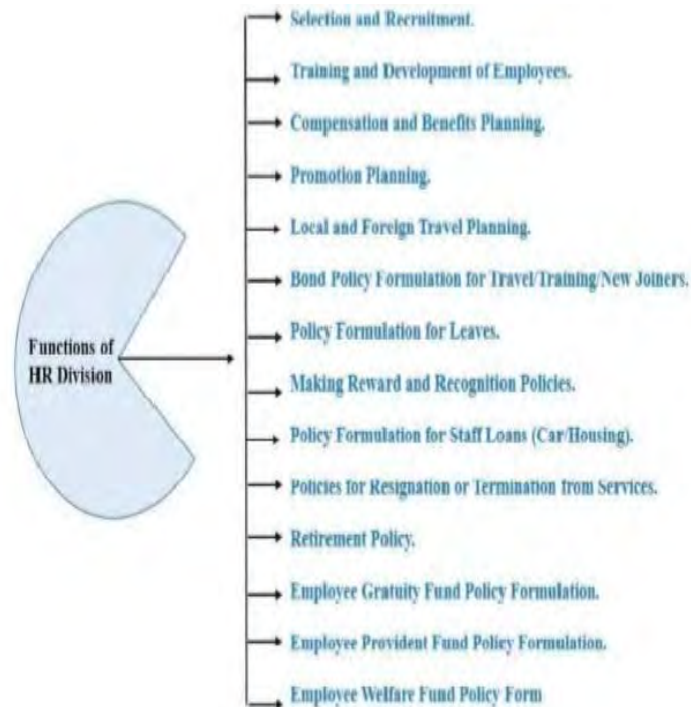 Selection and Recruitment.
Training and Development of Employees.
Compensation and Benefits Planning.
Promotion Planning.
Local and Foreign Travel Planning.
Bond Policy Formulation for Travel/Training/New Joiners.
Functions of
HR Division
Policy Formulation for Leaves.
Making Reward and Recognition Policies.
Policy Formulation for Staff Loans (Car/Housing).
Policies for Resignation or Termination from Services.
Retirement Policy.
Employee Gratuity Fund Policy Formulation.
Employee Provident Fund Policy Formulation.
Employee Welfare Fund Policy Form